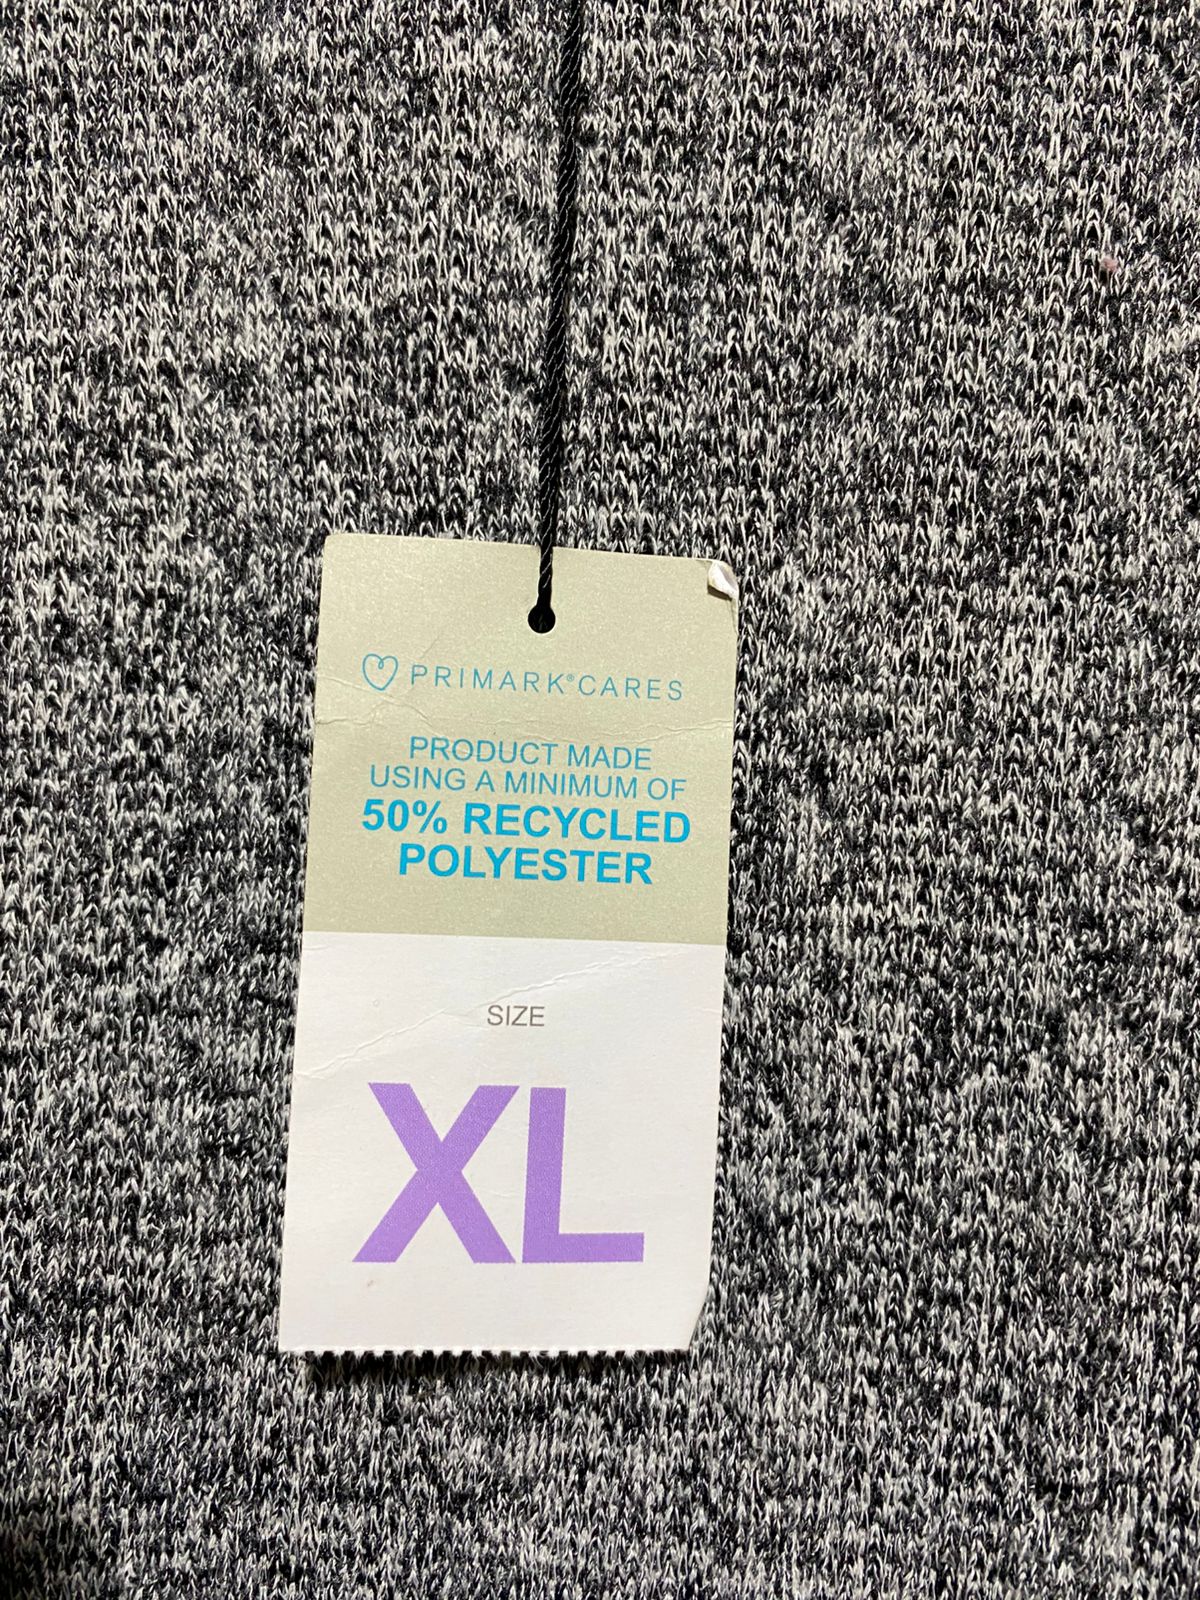 PRIMARK®CARES
PRODUCT MADE
USING A MINIMUM OF
50% RECYCLED
POLYESTER
SIZE
XL